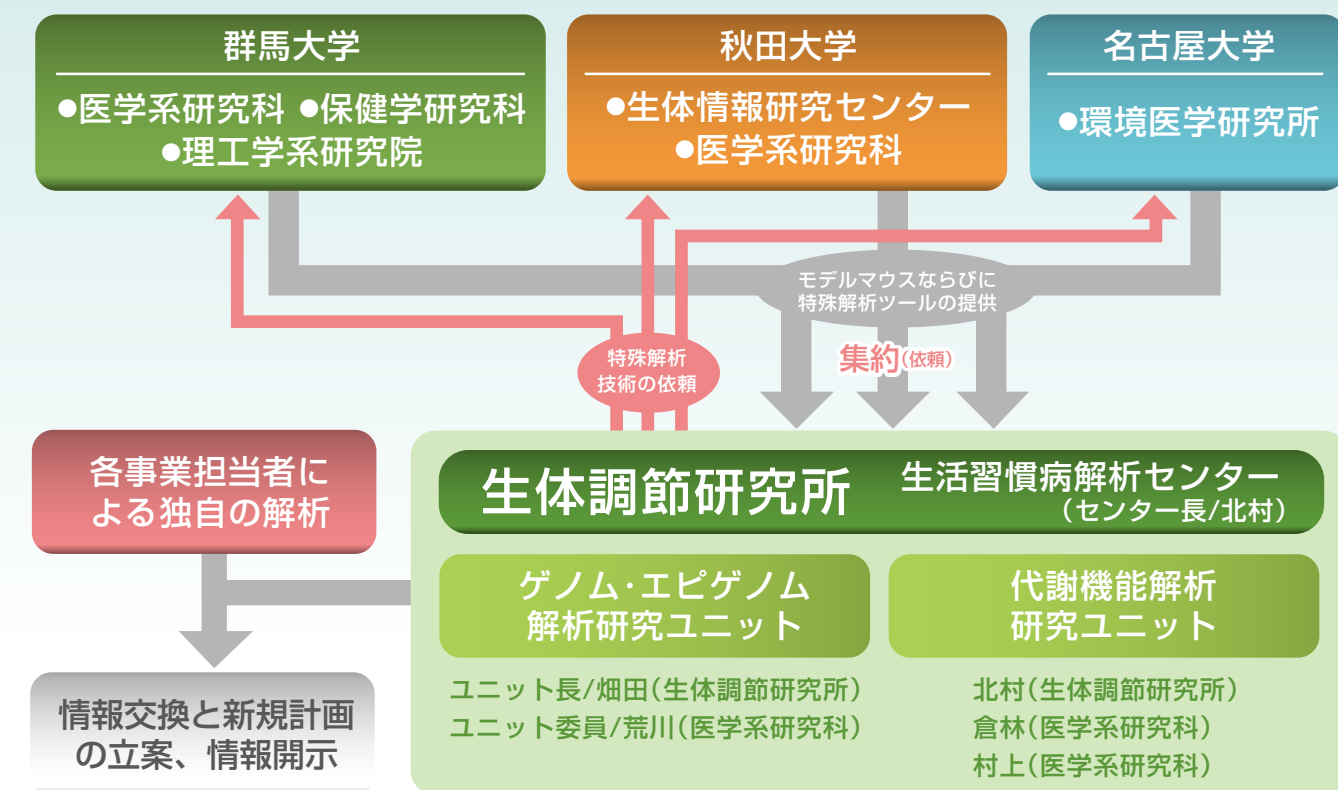 群馬大学
●医学系研究科 ●保健学研究科
●理工学系研究院
秋田大学
●生体情報研究センター
●医学系研究科
名古屋大学
●環境医学研究所
モデルマウスならびに
特殊解析ツールの提供
集約(依頼)
特殊解析
技術の依頼
各事業担当者に
よる独自の解析
情報交換と新規計画
の立案、情報開示
生体調節研究所
生活習慣病解析センター
(センター長/北村)
ゲノム・エピゲノム
解析研究ユニット
ユニット長/畑田(生体調節研究所)
ユニット委員/荒川(医学系研究科)
代謝機能解析
研究ユニット
北村(生体調節研究所)
倉林(医学系研究科)
村上(医学系研究科)